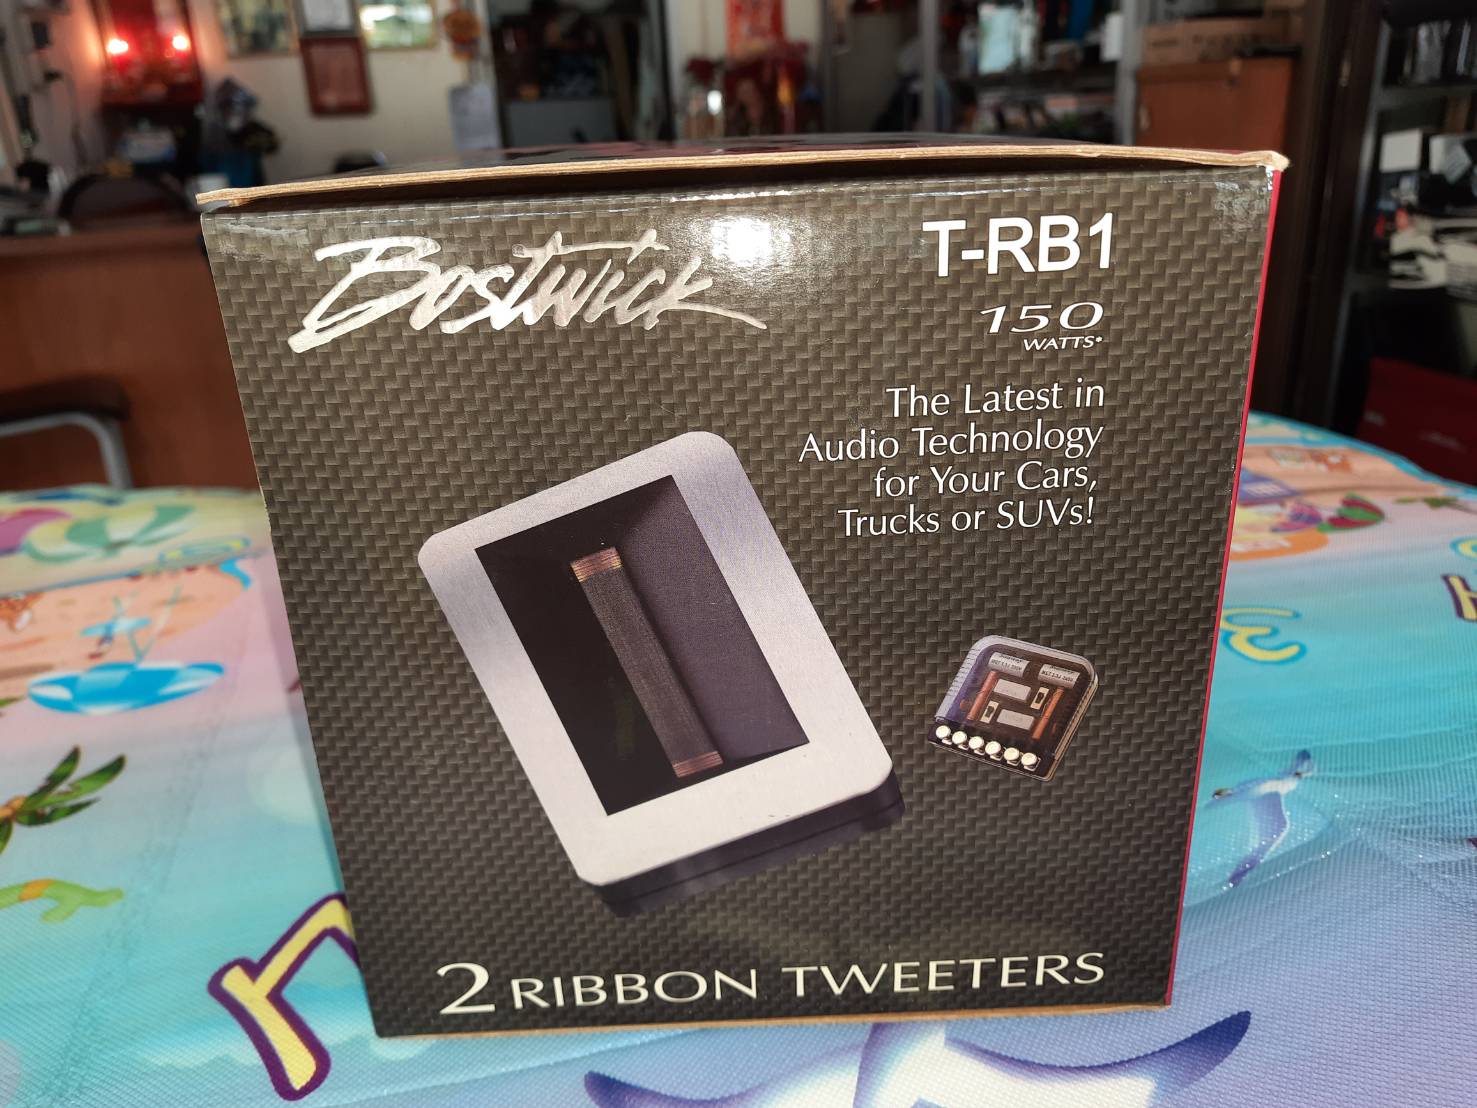 Bostwick
T-RB1
150
WATTS*
The Latest in
Audio Technology
for Your Cars,
Trucks or SUVs!
2 RIBBON TWEETERS